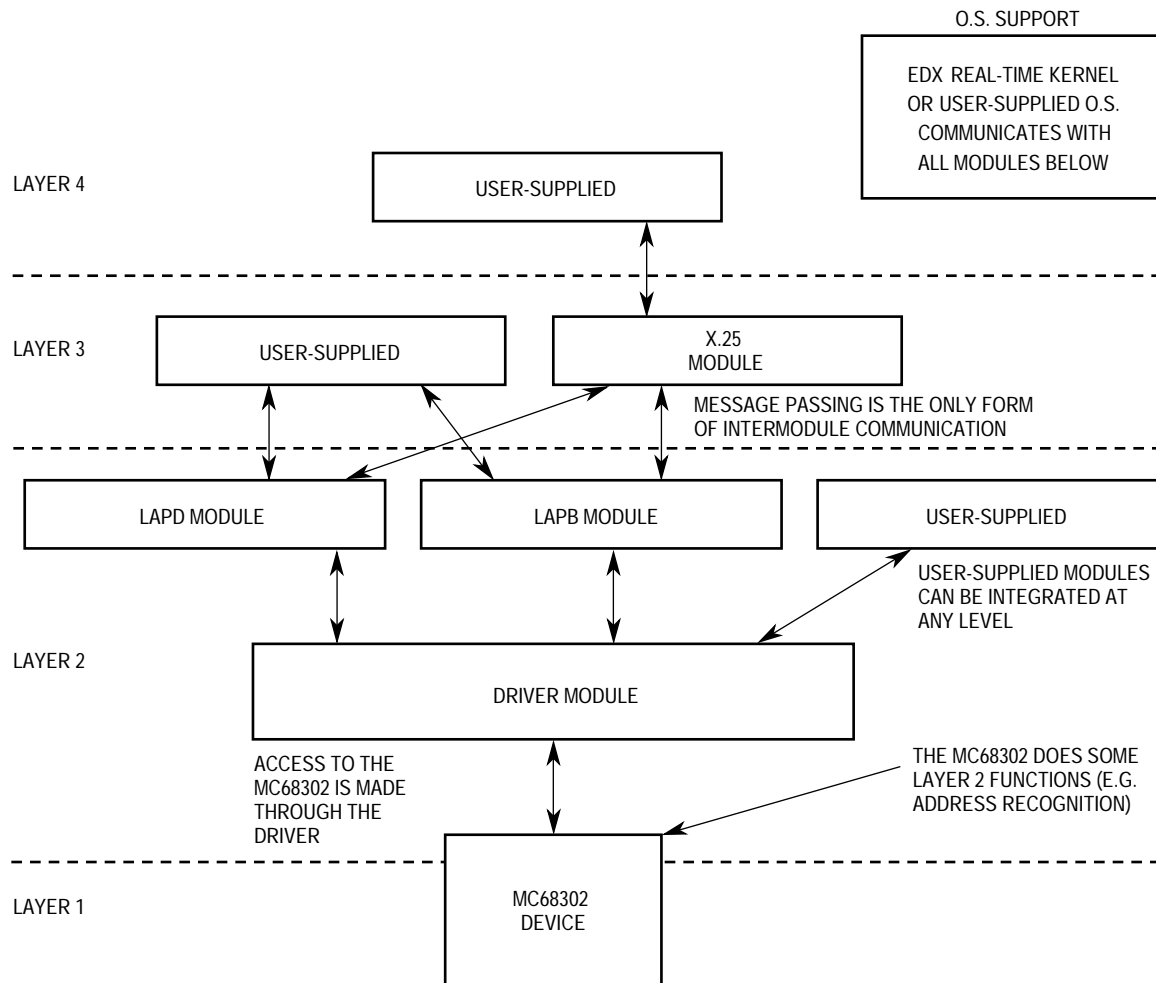 O.S. SUPPORT
EDX REAL-TIME KERNEL
OR USER-SUPPLIED O.S.
COMMUNICATES WITH
ALL MODULES BELOW
LAYER 4
USER-SUPPLIED
LAYER 3
USER-SUPPLIED
X.25
MODULE
MESSAGE PASSING IS THE ONLY FORM
OF INTERMODULE COMMUNICATION
LAPD MODULE
LAPB MODULE
USER-SUPPLIED
USER-SUPPLIED MODULES
CAN BE INTEGRATED AT
ANY LEVEL
LAYER 2
DRIVER MODULE
ACCESS TO THE
MC68302 IS MADE
THROUGH THE
DRIVER
THE MC68302 DOES SOME
LAYER 2 FUNCTIONS (E.G.
ADDRESS RECOGNITION)
LAYER 1
MC68302
DEVICE